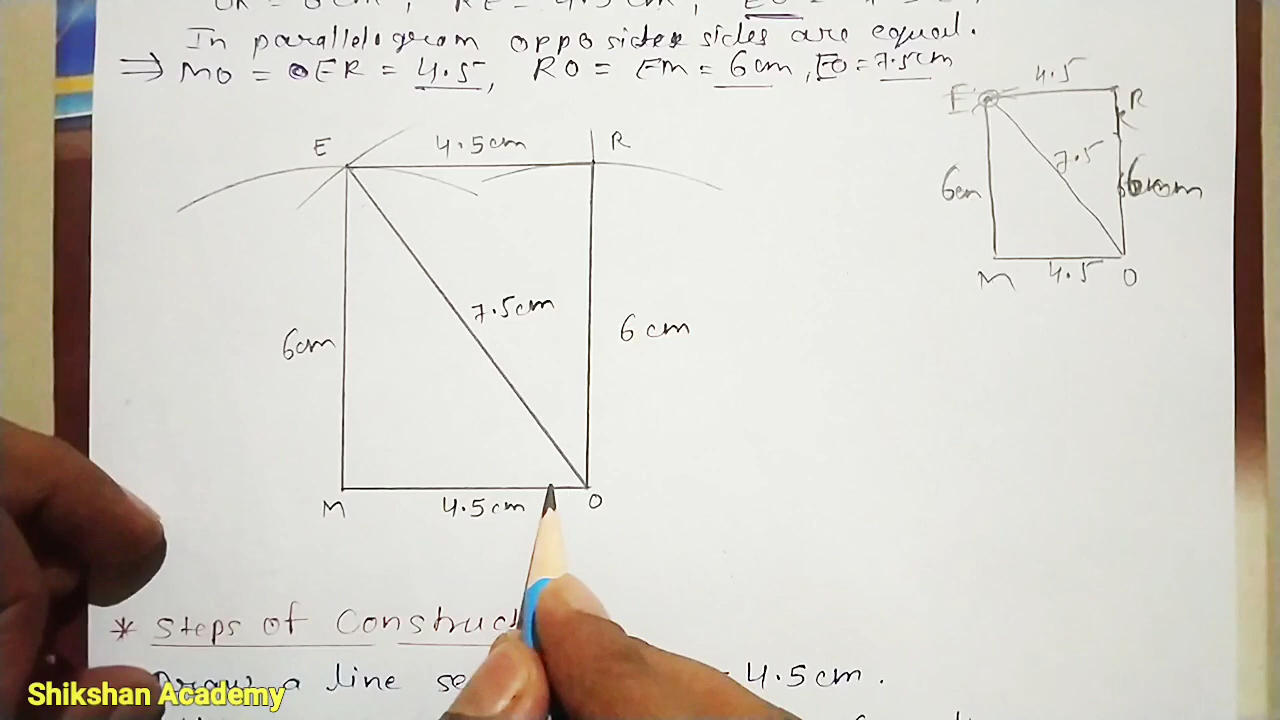 In parallelogram opposites sides are equal.
⇒ MO = ER = 4.5, RO = EM = 6cm, EO = 7.5cm
E 4.5cm R
6cm 7.5cm 6 cm
M 4.5cm O
E 4.5 R
6cm 7.5
M 4.5 O
* Steps of Construc
Draw a line se = 4.5cm.
Shikshan Academy